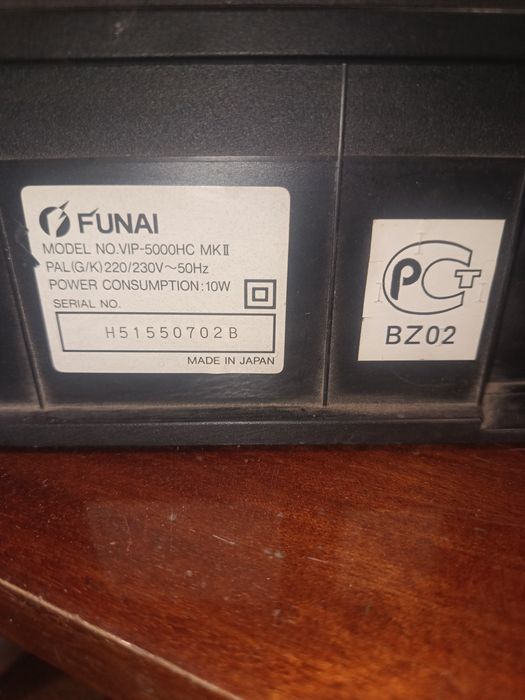 FUNAI
MODEL NO.VIP-5000HC MKII
PAL(G/K) 220/230V~50Hz
POWER CONSUMPTION:10W
SERIAL NO.
H51550702B
MADE IN JAPAN
РСТ
BZ02